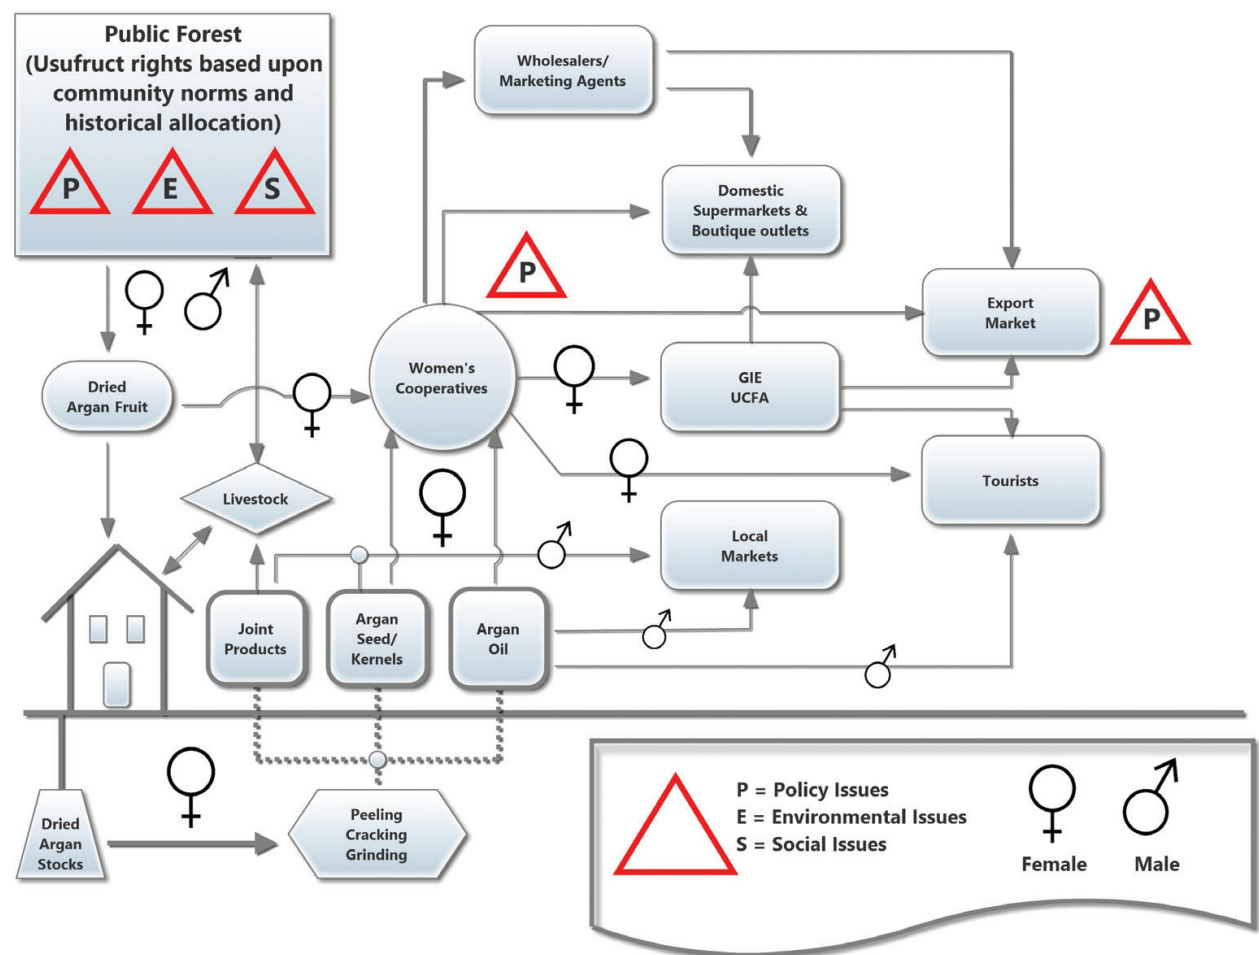 Public Forest
(Usufruct rights based upon
community norms and
historical allocation)
P
E
S
Wholesalers/
Marketing Agents
Domestic
Supermarkets &
Boutique outlets
P
Export
Market
P
Women's
Cooperatives
GIE
UCFA
Dried
Argan Fruit
Livestock
Tourists
Local
Markets
Joint
Products
Argan
Seed/
Kernels
Argan
Oil
Dried
Argan
Stocks
Peeling
Cracking
Grinding
P = Policy Issues
E = Environmental Issues
S = Social Issues
Female
Male